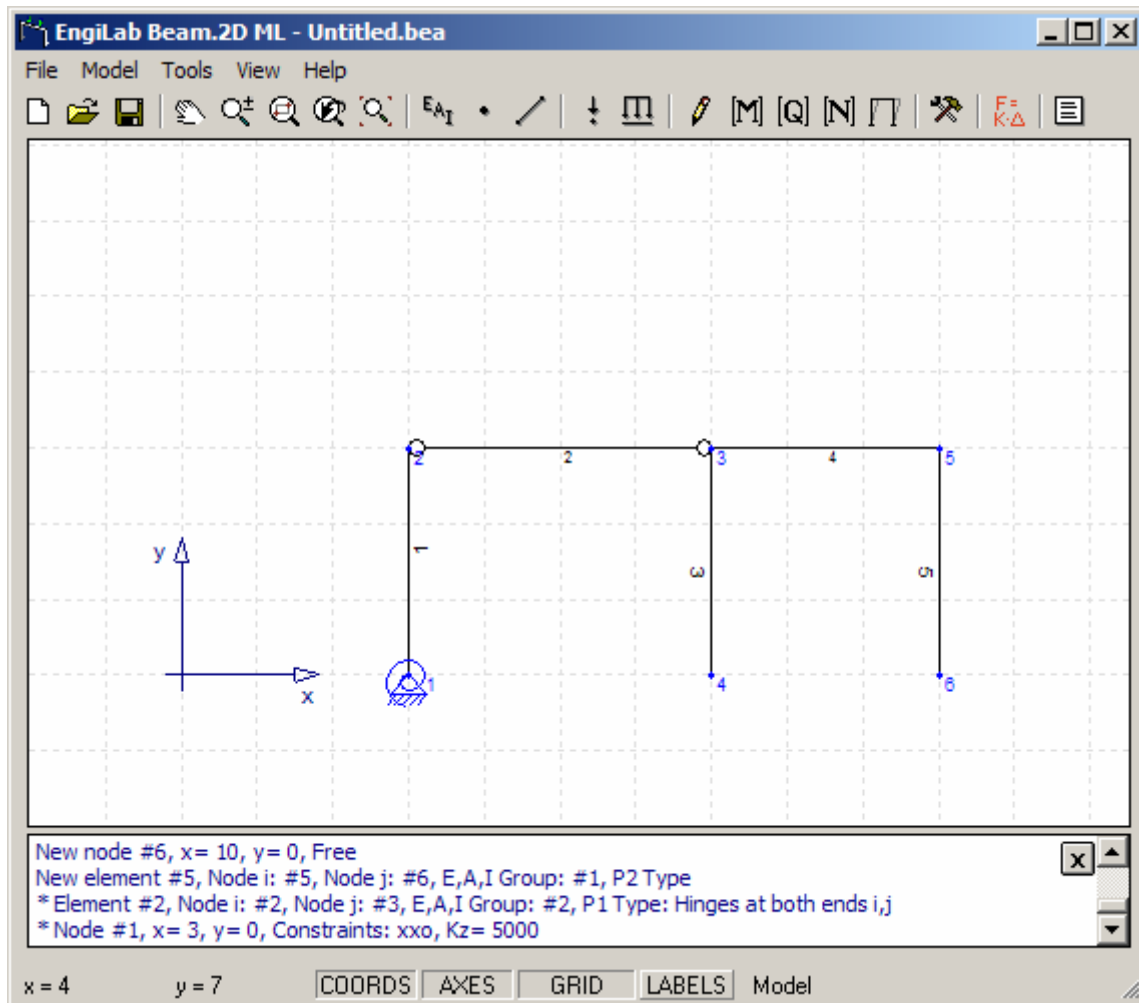 EngiLab Beam.2D ML - Untitled.bea
File Model Tools View Help
EAI [M] [Q] [N] F= K·Δ
2 2 3 4 5
1 3 5
y
x
1 4 6
New node #6, x= 10, y= 0, Free
New element #5, Node i: #5, Node j: #6, E,A,I Group: #1, P2 Type
* Element #2, Node i: #2, Node j: #3, E,A,I Group: #2, P1 Type: Hinges at both ends i,j
* Node #1, x= 3, y= 0, Constraints: xxo, Kz= 5000
x
x = 4 y = 7 COORDS AXES GRID LABELS Model